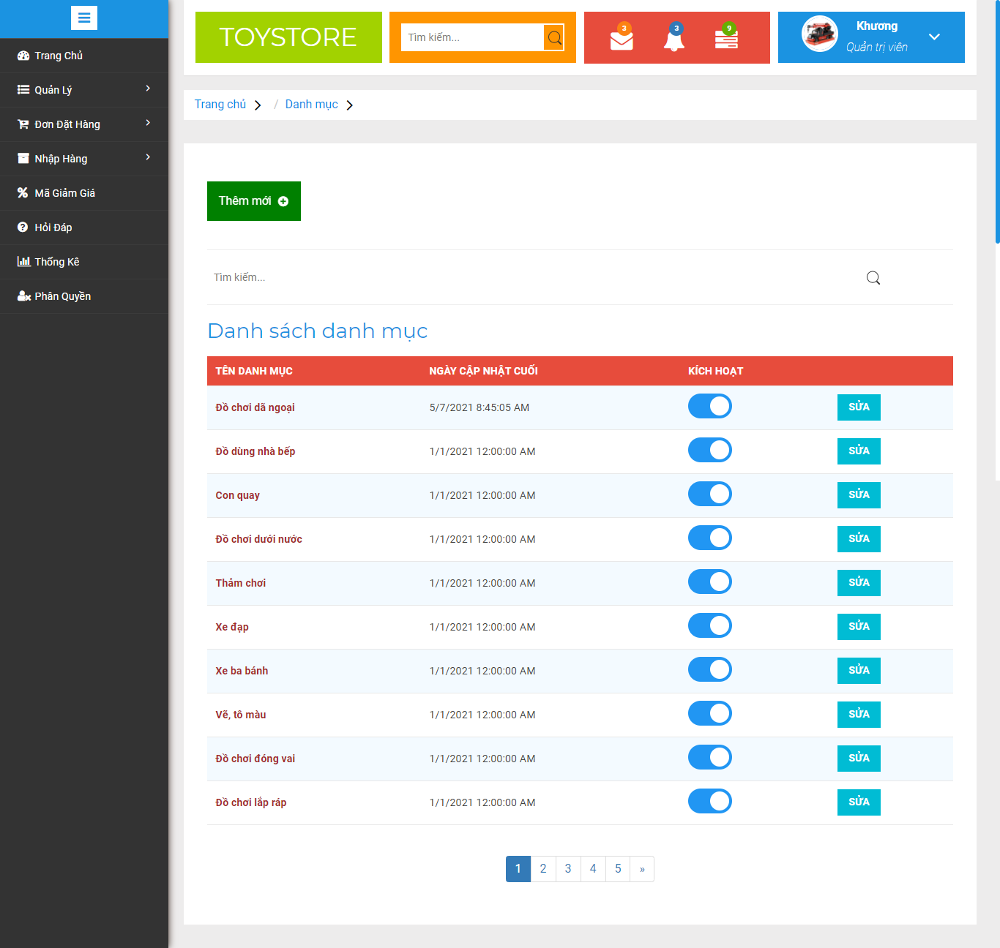 TOYSTORE
Tìm kiếm...
3
3
9
Khương
Quản trị viên
Trang Chủ
Quản Lý
Đơn Đặt Hàng
Nhập Hàng
Mã Giảm Giá
Hỏi Đáp
Thống Kê
Phân Quyền
Trang chủ / Danh mục
Thêm mới
Tìm kiếm...
Danh sách danh mục
TÊN DANH MỤC NGÀY CẬP NHẬT CUỐI KÍCH HOẠT
Đồ chơi dã ngoại 5/7/2021 8:45:05 AM SỬA
Đồ dùng nhà bếp 1/1/2021 12:00:00 AM SỬA
Con quay 1/1/2021 12:00:00 AM SỬA
Đồ chơi dưới nước 1/1/2021 12:00:00 AM SỬA
Thảm chơi 1/1/2021 12:00:00 AM SỬA
Xe đạp 1/1/2021 12:00:00 AM SỬA
Xe ba bánh 1/1/2021 12:00:00 AM SỬA
Vẽ, tô màu 1/1/2021 12:00:00 AM SỬA
Đồ chơi đóng vai 1/1/2021 12:00:00 AM SỬA
Đồ chơi lắp ráp 1/1/2021 12:00:00 AM SỬA
1 2 3 4 5 »